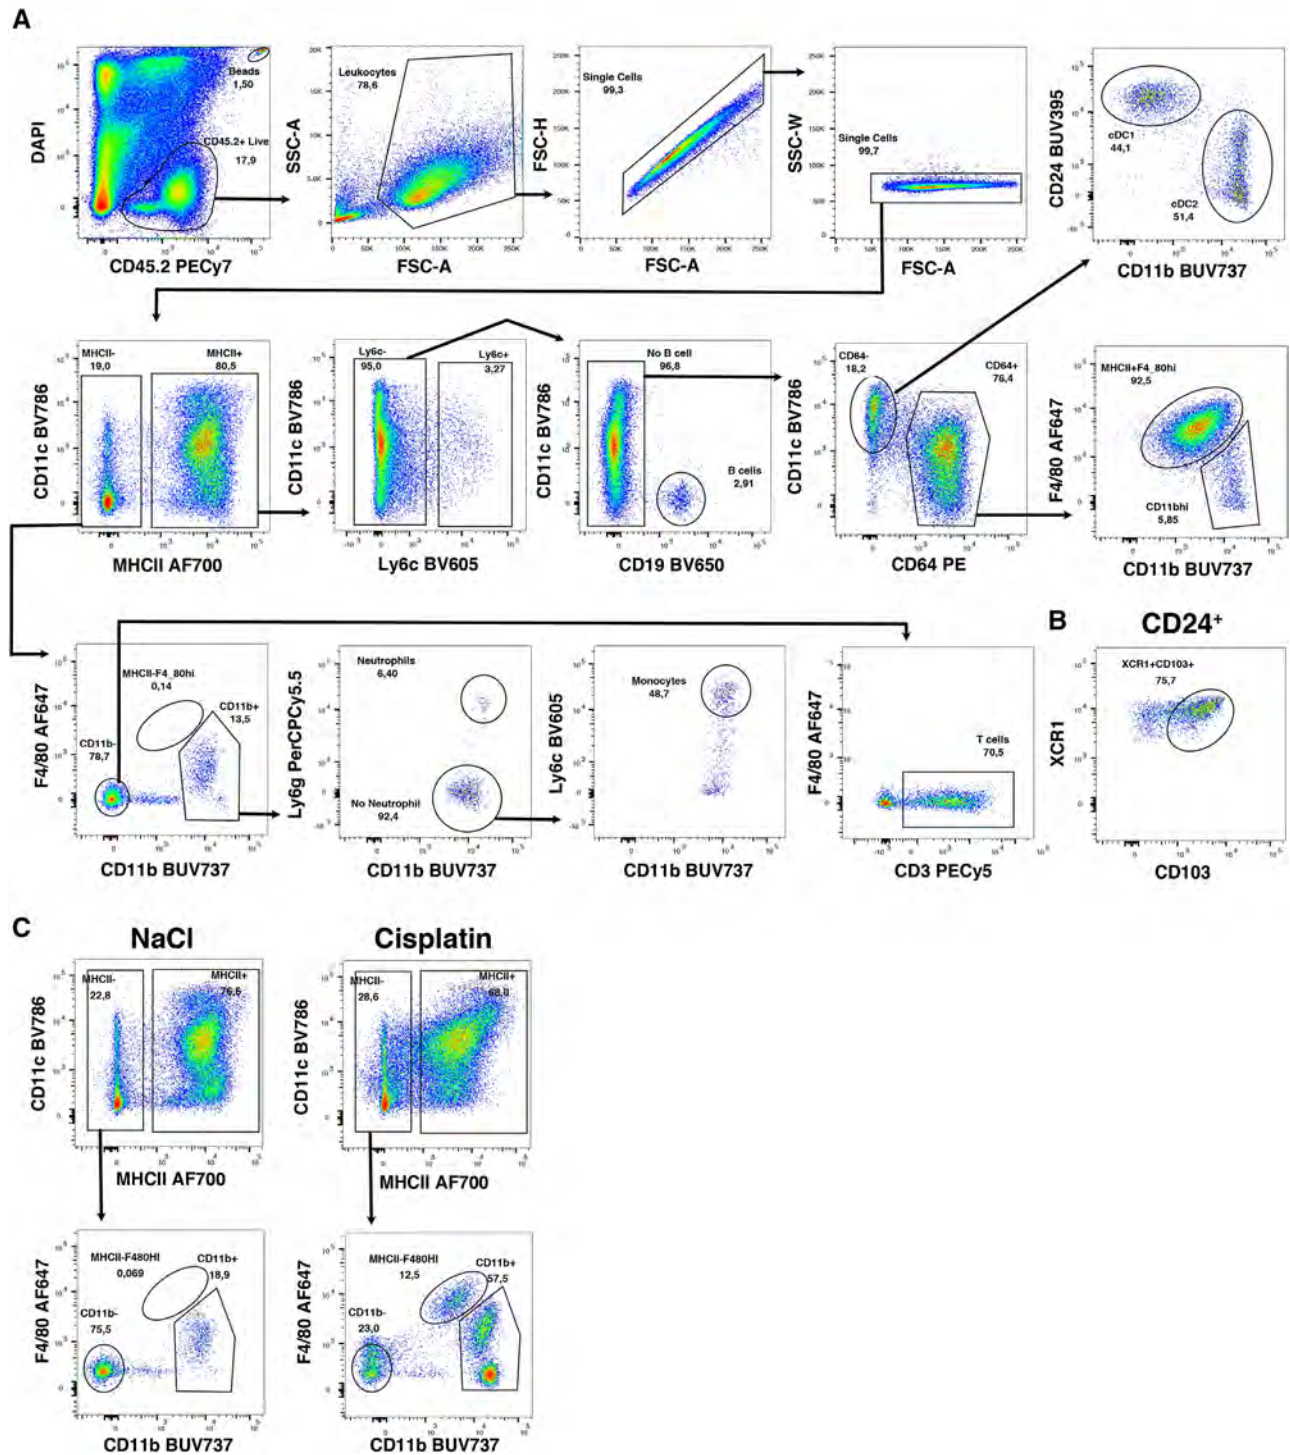 A
DAPI
Beads
1,50
CD45.2+ Live
17,9
CD45.2 PECy7
SSC-A
Leukocytes
78,6
FSC-A
FSC-H
Single Cells
99,3
FSC-A
SSC-W
Single Cells
99,7
FSC-A
CD24 BUV395
cDC1
44,1
cDC2
51,4
CD11b BUV737
CD11c BV786
MHCII-
19,0
MHCII+
80,5
MHCII AF700
CD11c BV786
Ly6c-
95,0
Ly6c+
3,27
Ly6c BV605
CD11c BV786
No B cell
96,8
B cells
2,91
CD19 BV650
CD11c BV786
CD64-
18,2
CD64+
76,4
CD64 PE
F4/80 AF647
MHCII+F4_80hi
92,5
CD11bhi
5,85
CD11b BUV737
F4/80 AF647
MHCII-F4_80hi
0,14
CD11b+
13,5
CD11b-
78,7
CD11b BUV737
Ly6g PerCPCy5.5
Neutrophils
6,40
No Neutrophil
92,4
CD11b BUV737
Ly6c BV605
Monocytes
48,7
CD11b BUV737
F4/80 AF647
T cells
70,5
CD3 PECy5
B
CD24+
XCR1+CD103+
75,7
XCR1
CD103
C
NaCl
CD11c BV786
MHCII-
22,8
MHCII+
76,6
MHCII AF700
Cisplatin
CD11c BV786
MHCII-
28,6
MHCII+
MHCII AF700
F4/80 AF647
MHCII-F480HI
0,069
CD11b+
18,9
CD11b-
75,5
CD11b BUV737
F4/80 AF647
MHCII-F480HI
12,5
CD11b+
57,5
CD11b-
23,0
CD11b BUV737